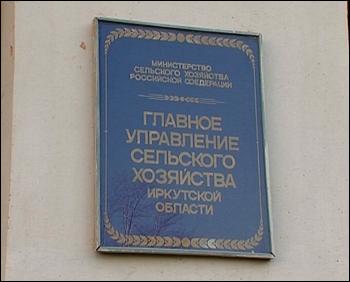 МИНИСТЕРСТВО
СЕЛЬСКОГО ХОЗЯЙСТВА
РОССИЙСКОЙ ФЕДЕРАЦИИ
ГЛАВНОЕ
УПРАВЛЕНИЕ
СЕЛЬСКОГО
ХОЗЯЙСТВА
ИРКУТСКОЙ
ОБЛАСТИ